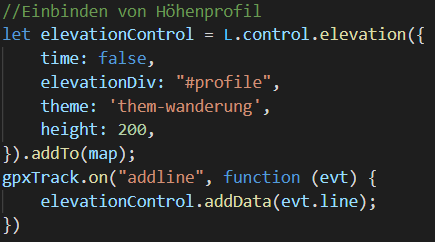 //Einbinden von Höhenprofil
let elevationControl = L.control.elevation({
    time: false,
    elevationDiv: "#profile",
    theme: 'them-wanderung',
    height: 200,
}).addTo(map);
gpxTrack.on("addline", function (evt) {
    elevationControl.addData(evt.line);
})